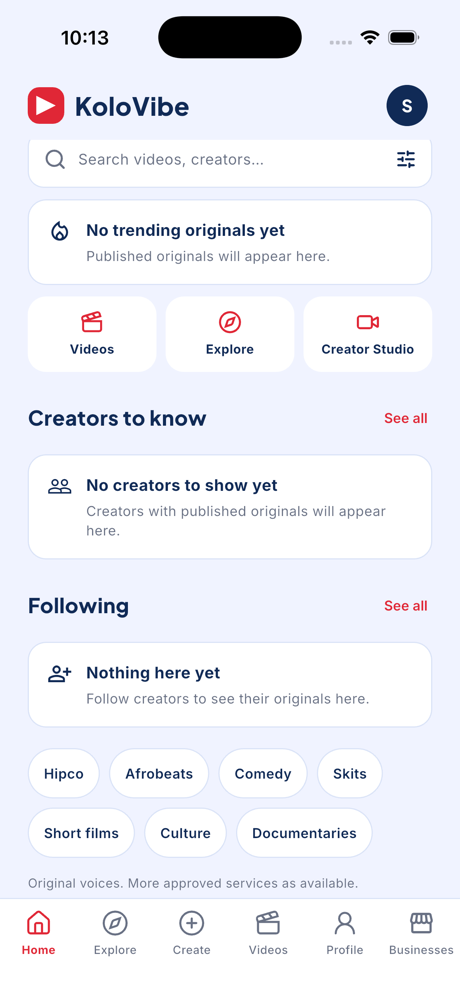 10:13
KoloVibe
S
Search videos, creators...
No trending originals yet
Published originals will appear here.
Videos
Explore
Creator Studio
Creators to know
See all
No creators to show yet
Creators with published originals will appear
here.
Following
See all
Nothing here yet
Follow creators to see their originals here.
Hipco
Afrobeats
Comedy
Skits
Short films
Culture
Documentaries
Original voices. More approved services as available.
Home
Explore
Create
Videos
Profile
Businesses